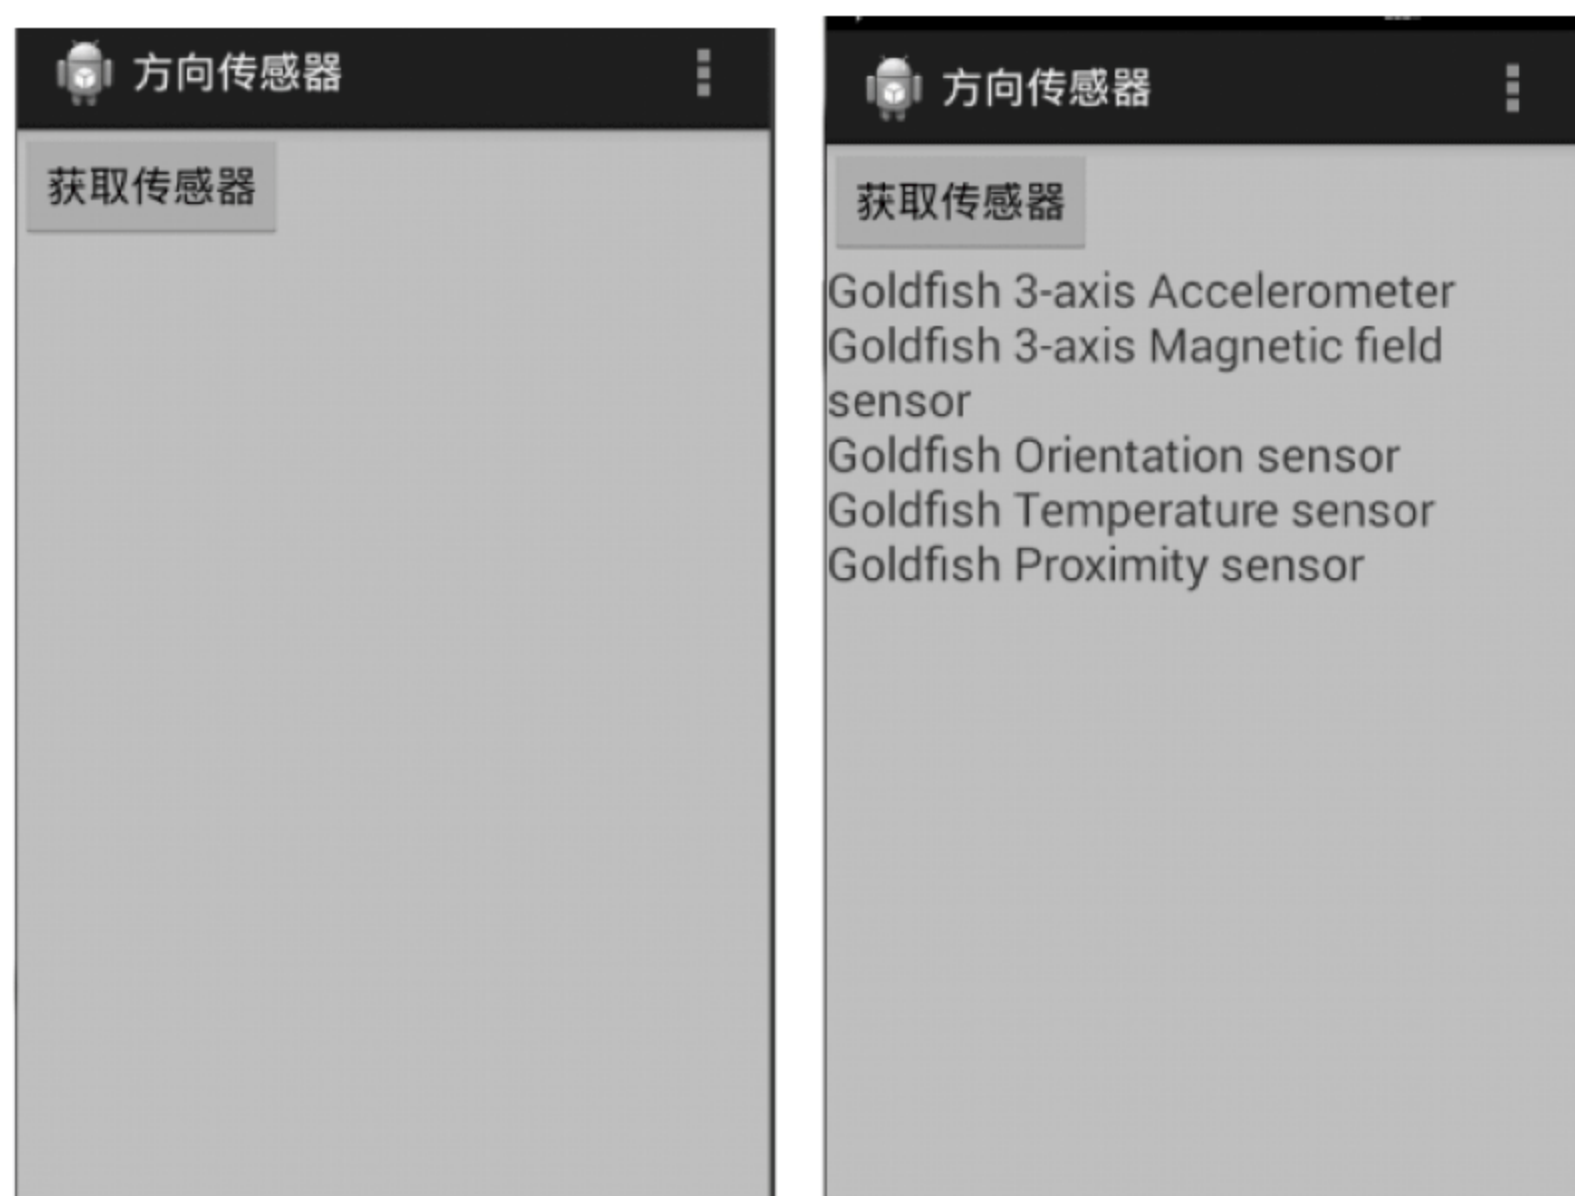 方向传感器
获取传感器
方向传感器
获取传感器
Goldfish 3-axis Accelerometer
Goldfish 3-axis Magnetic field
sensor
Goldfish Orientation sensor
Goldfish Temperature sensor
Goldfish Proximity sensor